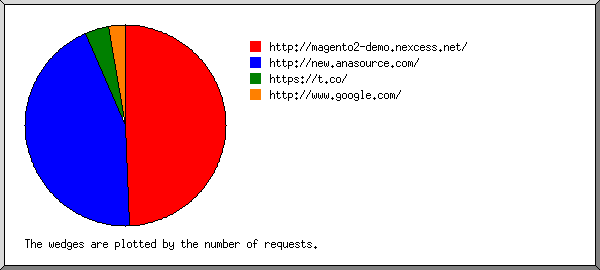 http://magento2-demo.nexcess.net/
http://new.anasource.com/
https://t.co/
http://www.google.com/
The wedges are plotted by the number of requests.